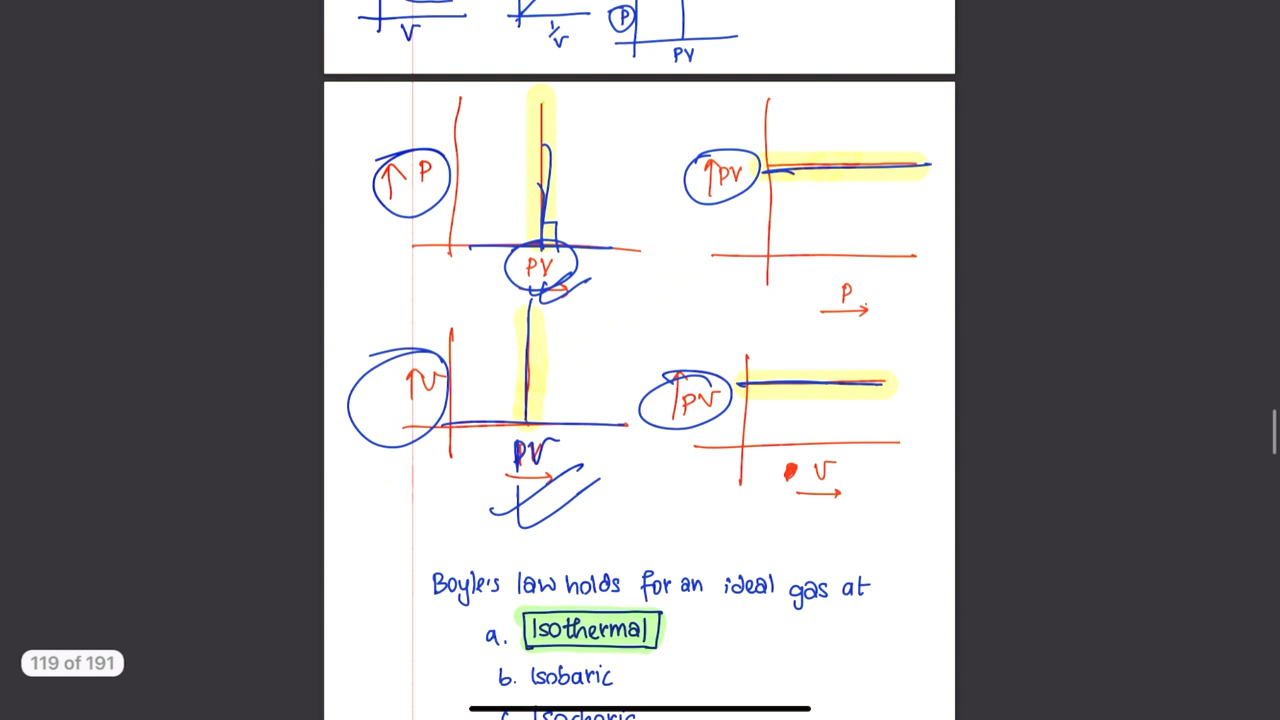 V
1/V
P
PV
↑ P
PV
↑PV
P
↑V
PV
↑PV
V
Boyle's law holds for an ideal gas at
a. Isothermal
b. Isobaric
c. Isochoric
119 of 191